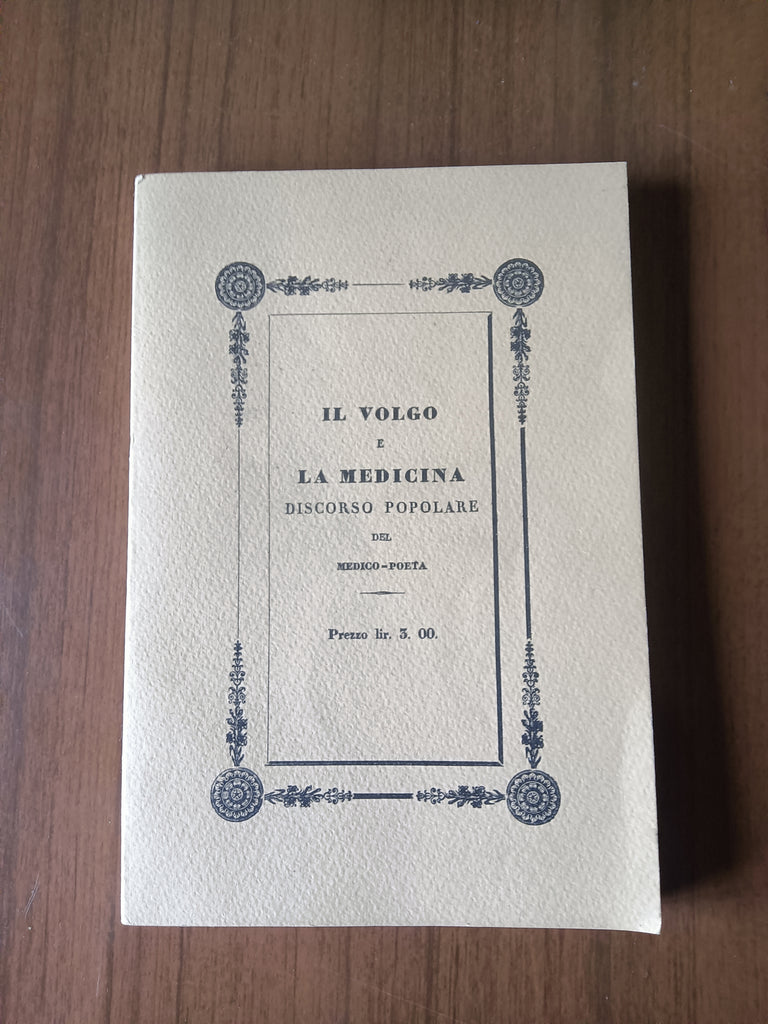 IL VOLGO
E
LA MEDICINA
DISCORSO POPOLARE
DEL
MEDICO-POETA
Prezzo lir. 3. 00.